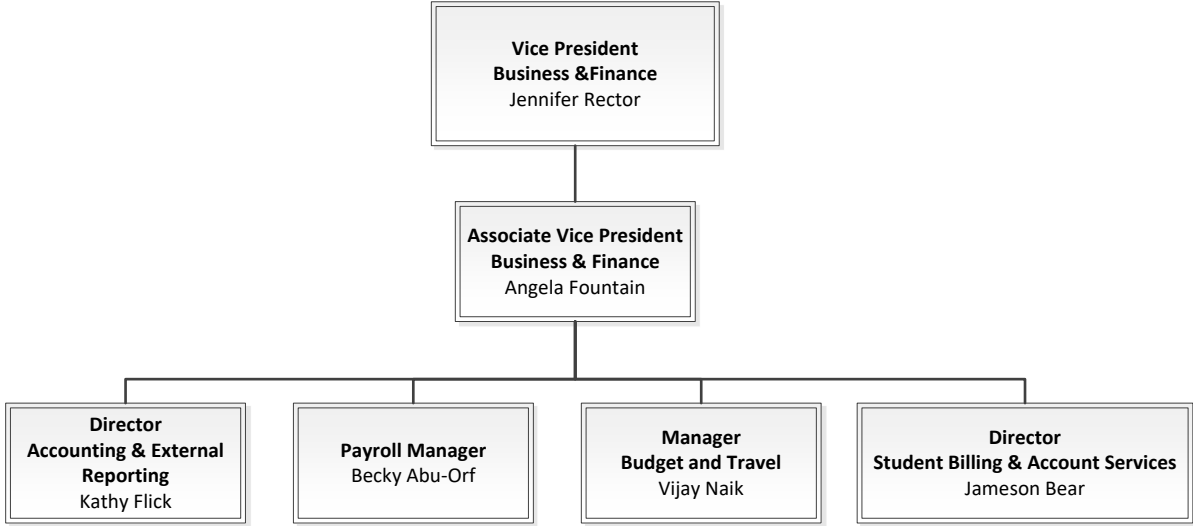 Vice President
Business &Finance
Jennifer Rector
Associate Vice President
Business & Finance
Angela Fountain
Director
Accounting & External
Reporting
Kathy Flick
Payroll Manager
Becky Abu-Orf
Manager
Budget and Travel
Vijay Naik
Director
Student Billing & Account Services
Jameson Bear